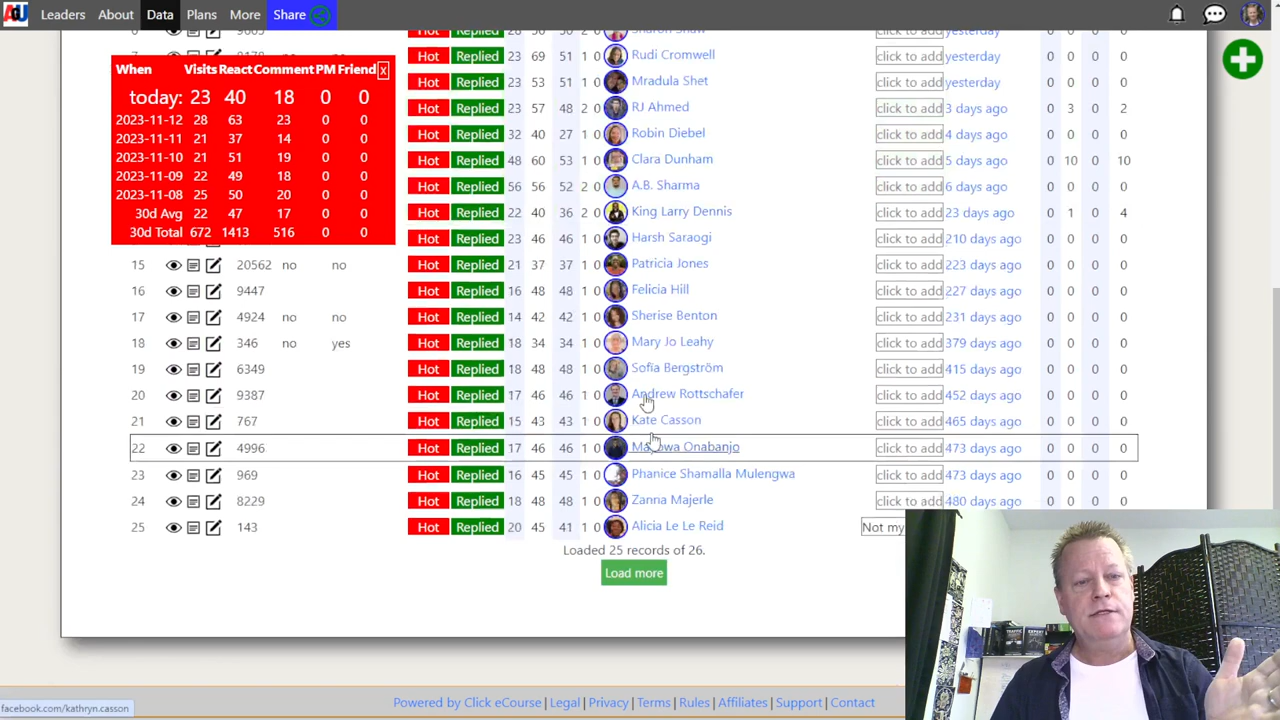 Leaders About Data Plans More Share
yesterday
Hot Replied 23 69 51 1 0 Rudi Cromwell click to add yesterday
Hot Replied 23 53 51 1 0 Mradula Shet click to add yesterday
Hot Replied 23 57 48 2 0 RJ Ahmed click to add 3 days ago 0 3 0 2
Hot Replied 32 40 27 1 0 Robin Diebel click to add 4 days ago 0 0 0 0
Hot Replied 48 60 53 1 0 Clara Dunham click to add 5 days ago 0 10 0 10
Hot Replied 56 56 52 2 0 A.B. Sharma click to add 6 days ago 0 0 0 0
Hot Replied 22 40 36 2 0 King Larry Dennis click to add 23 days ago 0 1 0 4
Hot Replied 23 46 46 1 0 Harsh Saraogi click to add 210 days ago 0 0 0 0
When Visits React Comment PM Friend x
today: 23 40 18 0 0
2023-11-12 28 63 23 0 0
2023-11-11 21 37 14 0 0
2023-11-10 21 51 19 0 0
2023-11-09 22 49 18 0 0
2023-11-08 25 50 20 0 0
30d Avg 22 47 17 0 0
30d Total 672 1413 516 0 0
15 20562 no no Hot Replied 21 37 37 1 0 Patricia Jones click to add 223 days ago 0 0 0 0
16 9447 Hot Replied 16 48 48 1 0 Felicia Hill click to add 227 days ago 0 0 0 0
17 4924 no no Hot Replied 14 42 42 1 0 Sherise Benton click to add 231 days ago 0 0 0 0
18 346 no yes Hot Replied 18 34 34 1 0 Mary Jo Leahy click to add 379 days ago 0 0 0 0
19 6349 Hot Replied 18 48 48 1 0 Sofía Bergström click to add 415 days ago 0 0 0 0
20 9387 Hot Replied 17 46 46 1 0 Andrew Rottschafer click to add 452 days ago 0 0 0 0
21 767 Hot Replied 15 43 43 1 0 Kate Casson click to add 465 days ago 0 0 0 0
22 4996 Hot Replied 17 46 46 1 0 Onabanjo click to add 473 days ago 0 0 0 0
23 969 Hot Replied 16 45 45 1 0 Phanice Shamalla Mulengwa click to add 473 days ago 0 0 0 0
24 8229 Hot Replied 18 48 48 1 0 Zanna Majerle click to add 480 days ago 0 0 0 0
25 143 Hot Replied 20 45 41 1 0 Alicia Le Le Reid Not my
Loaded 25 records of 26.
Load more
Powered by Click eCourse | Legal | Privacy | Terms | Rules | Affiliates | Support | Contact
facebook.com/kathryn.casson